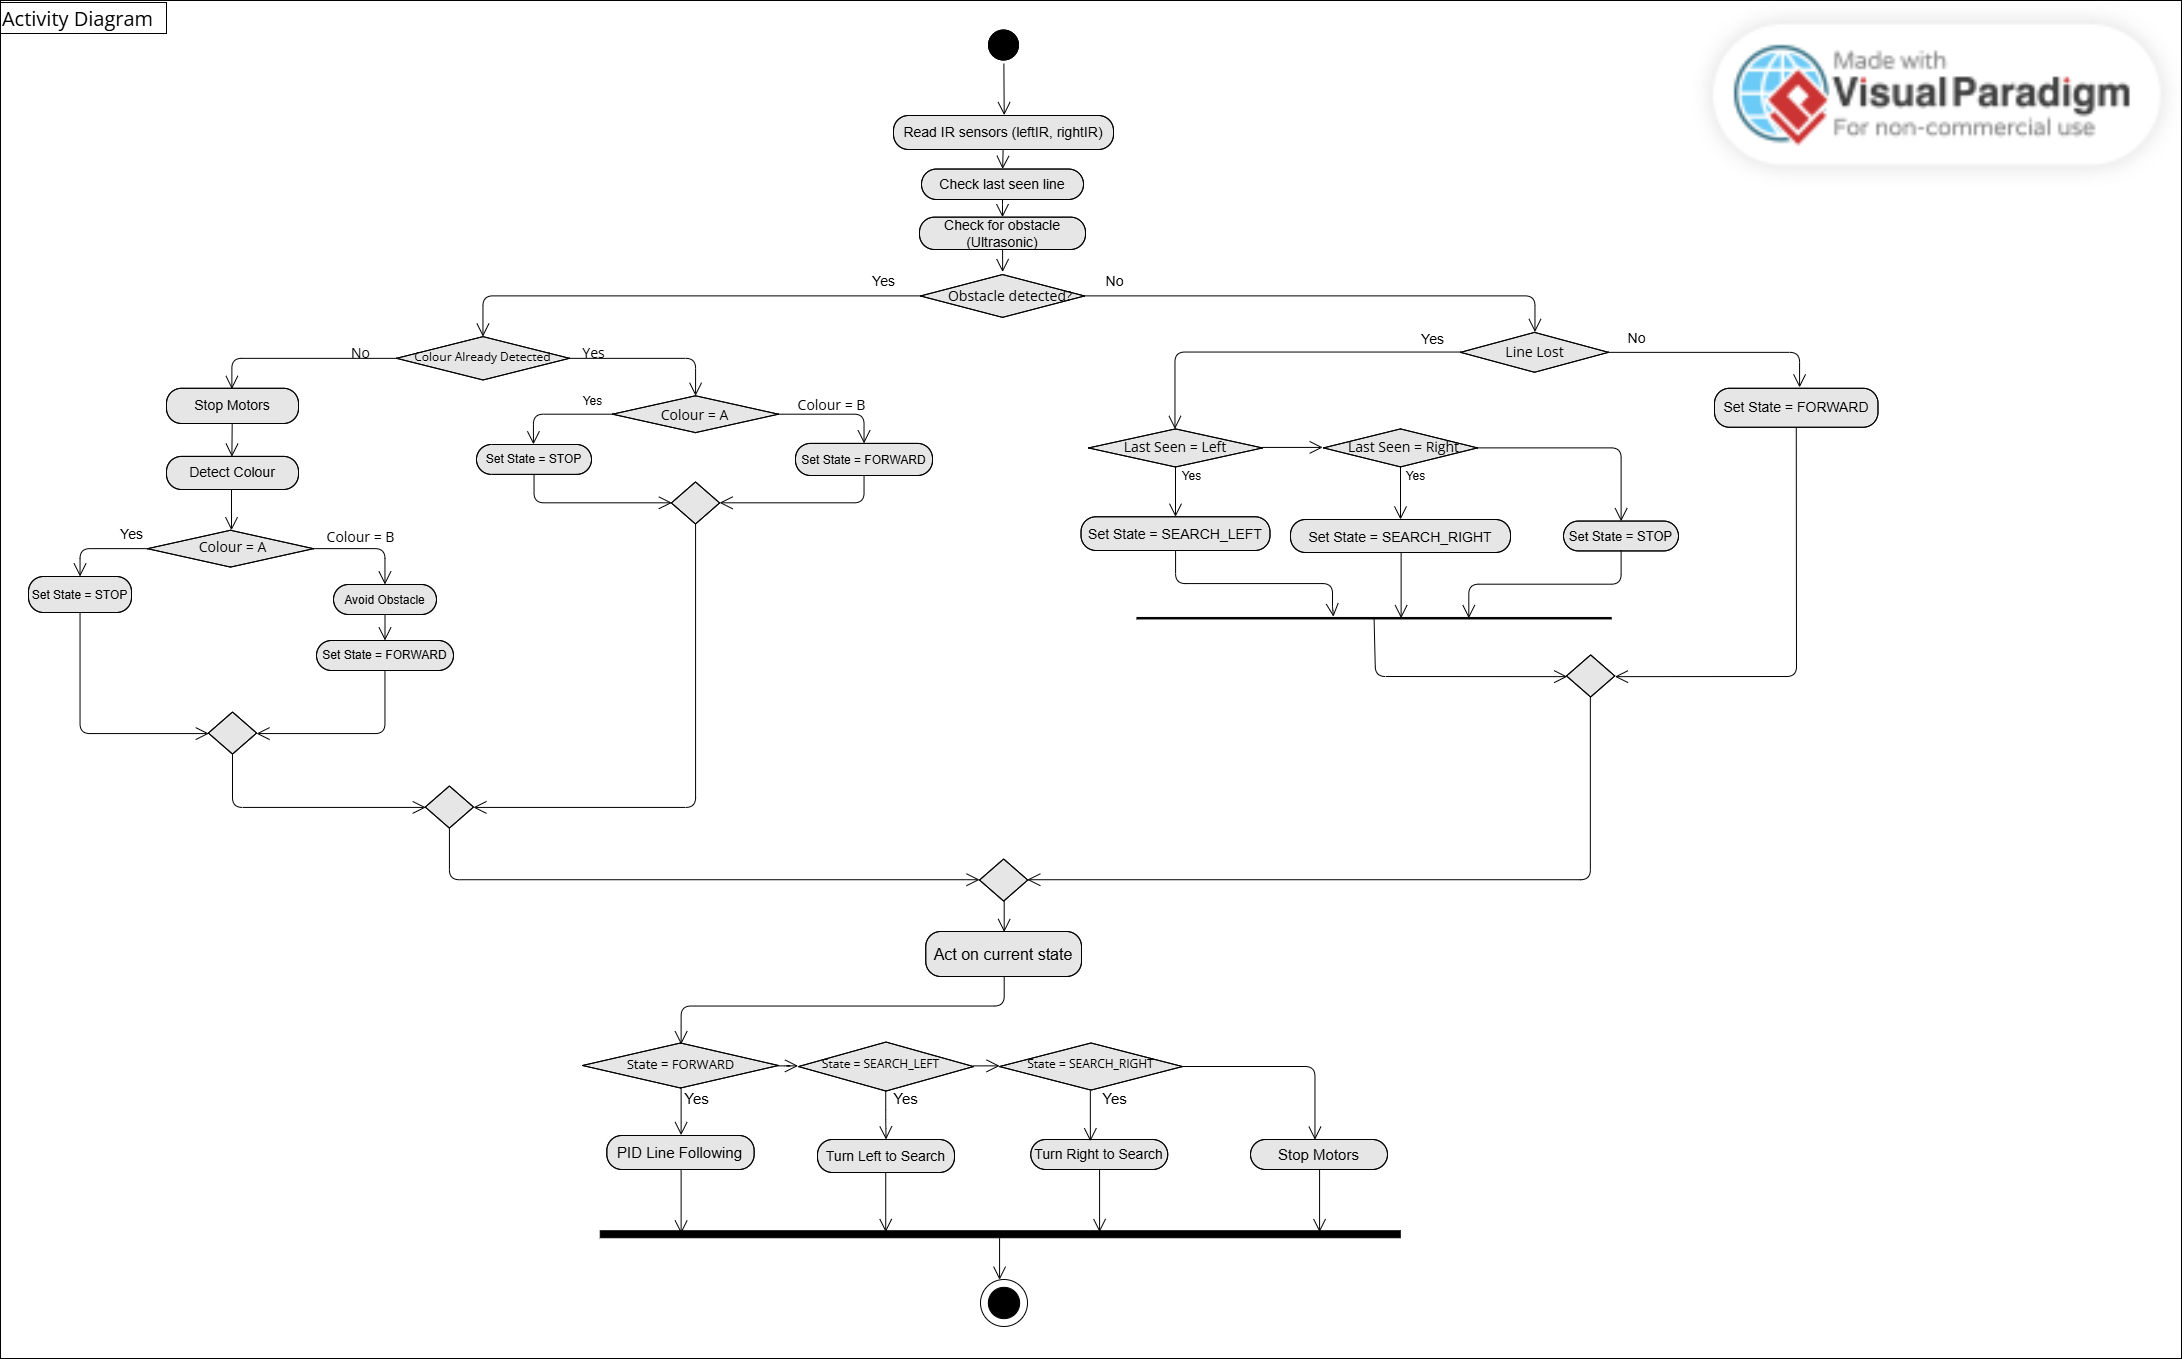 Activity Diagram
Made with
Visual Paradigm
For non-commercial use
Read IR sensors (leftIR, rightIR)
Check last seen line
Check for obstacle
(Ultrasonic)
Yes
Obstacle detected?
No
No
Colour Already Detected
Yes
Yes
Line Lost
No
Stop Motors
Yes
Colour = A
Colour = B
Set State = FORWARD
Detect Colour
Set State = STOP
Set State = FORWARD
Last Seen = Left
Last Seen = Right
Yes
Yes
Yes
Colour = A
Colour = B
Set State = SEARCH_LEFT
Set State = SEARCH_RIGHT
Set State = STOP
Set State = STOP
Avoid Obstacle
Set State = FORWARD
Act on current state
State = FORWARD
State = SEARCH_LEFT
State = SEARCH_RIGHT
Yes
Yes
Yes
PID Line Following
Turn Left to Search
Turn Right to Search
Stop Motors